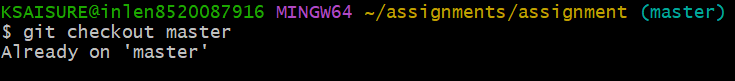 KSAISURE@inlen8520087916 MINGW64 ~/assignments/assignment (master)
$ git checkout master
Already on 'master'